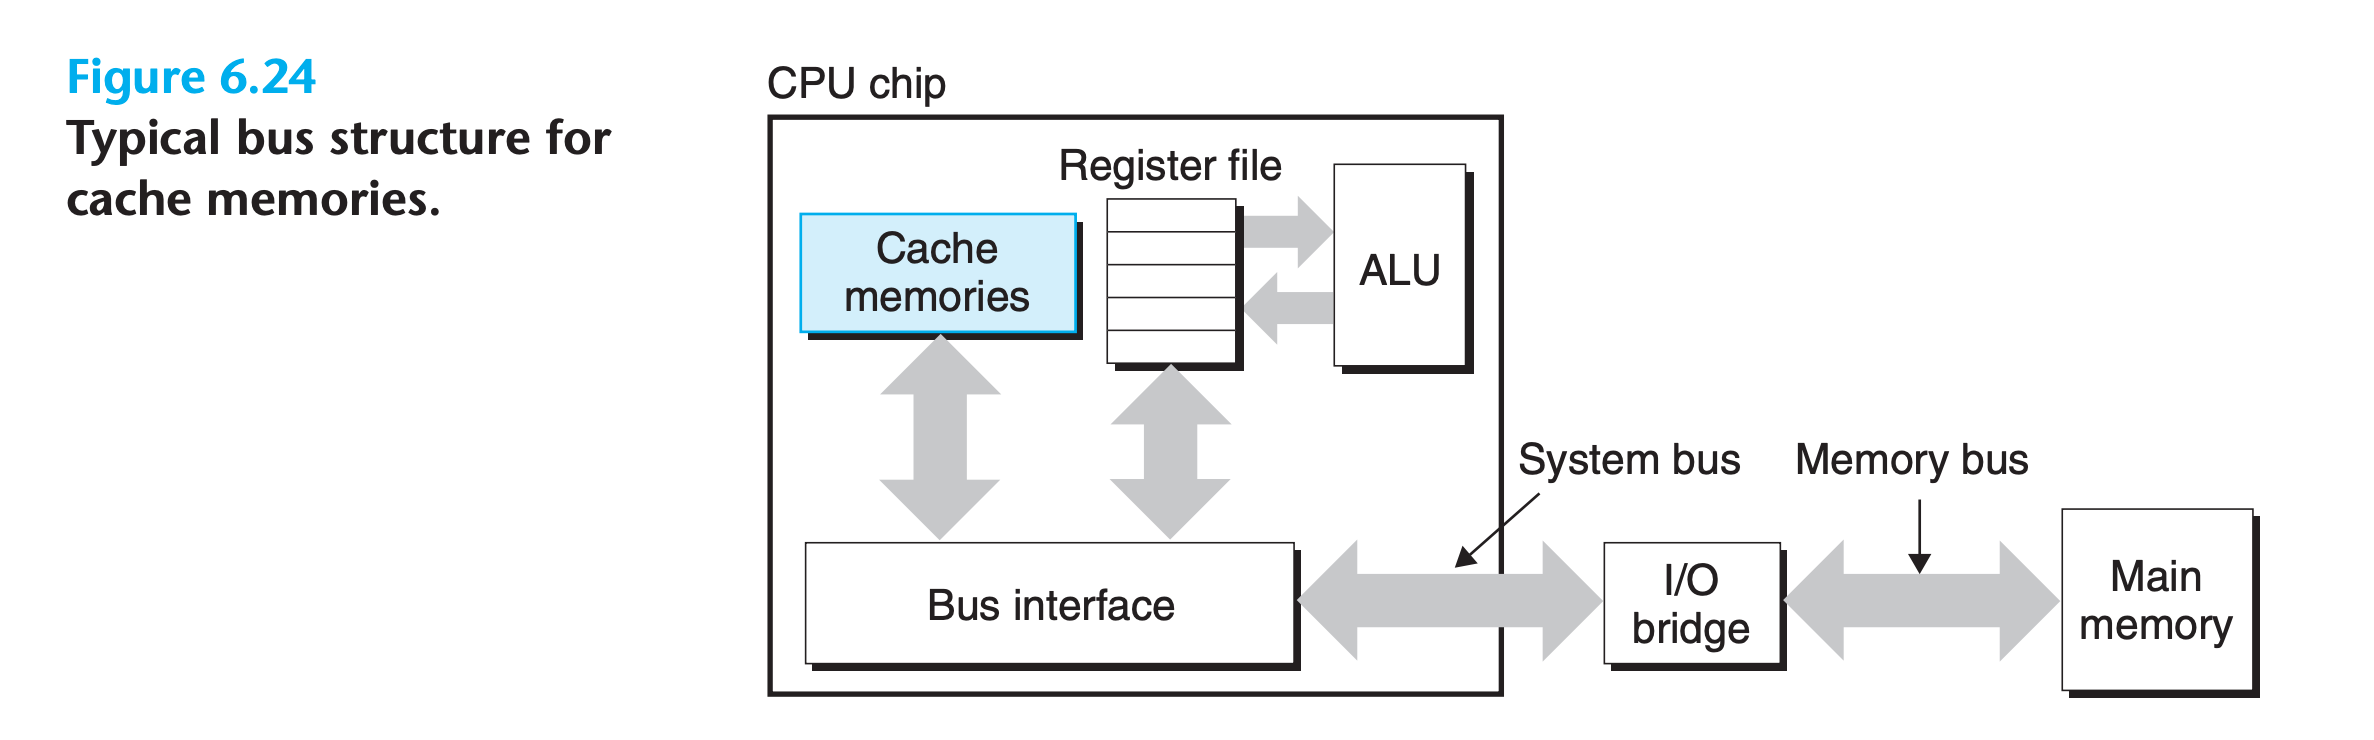 Figure 6.24
Typical bus structure for
cache memories.
CPU chip
Register file
Cache
memories
ALU
System bus
Memory bus
Bus interface
I/O
bridge
Main
memory